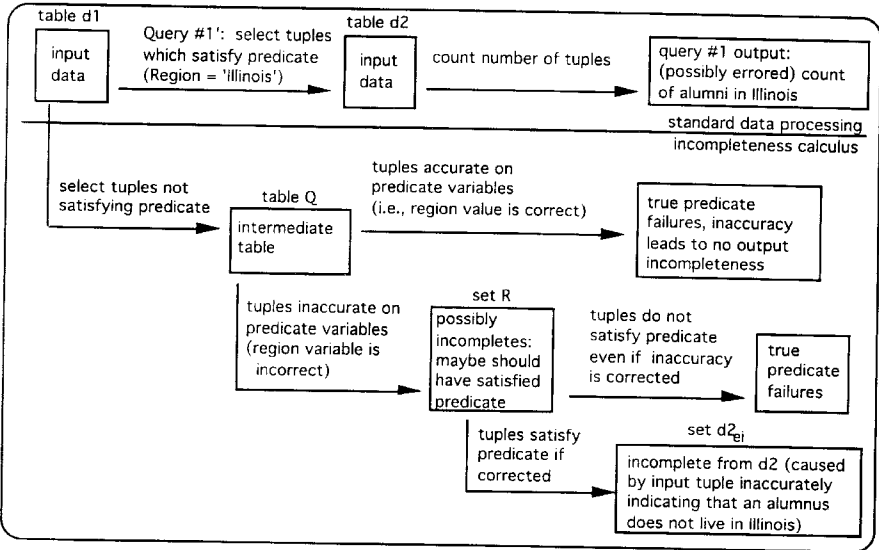 table d1
input
data
Query #1': select tuples
which satisfy predicate
(Region = 'Illinois')
table d2
input
data
count number of tuples
query #1 output:
(possibly errored) count
of alumni in Illinois
standard data processing
incompleteness calculus
select tuples not
satisfying predicate
table Q
intermediate
table
tuples accurate on
predicate variables
(i.e., region value is correct)
true predicate
failures, inaccuracy
leads to no output
incompleteness
tuples inaccurate on
predicate variables
(region variable is
incorrect)
set R
possibly
incompletes:
maybe should
have satisfied
predicate
tuples do not
satisfy predicate
even if inaccuracy
is corrected
true
predicate
failures
tuples satisfy
predicate if
corrected
set d2ei
incomplete from d2 (caused
by input tuple inaccurately
indicating that an alumnus
does not live in Illinois)